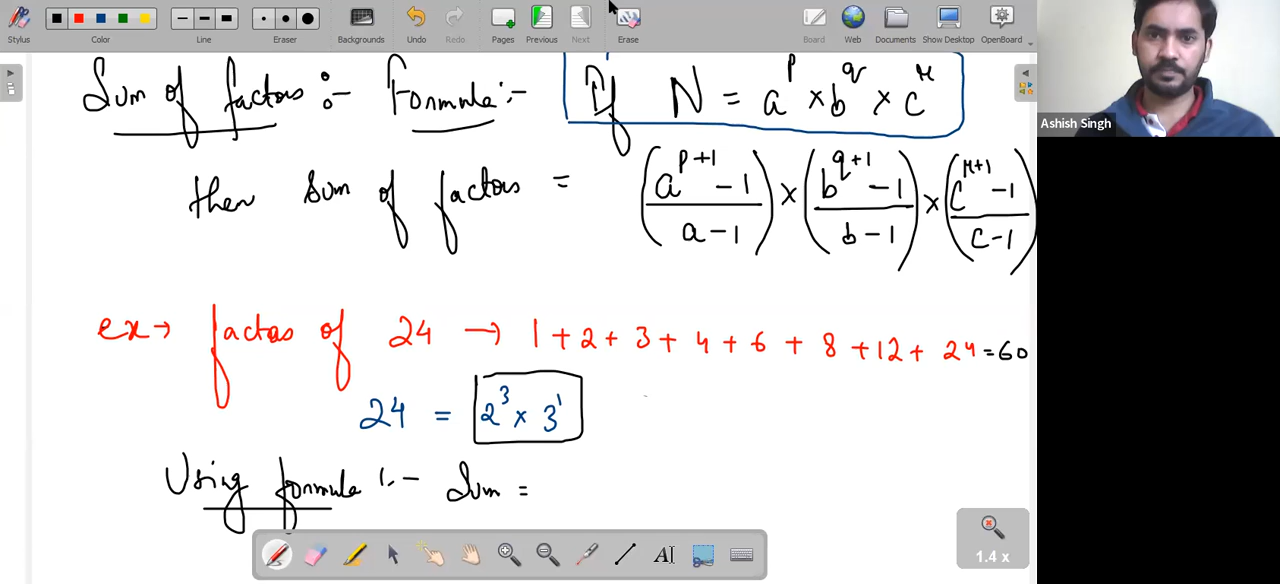 Stylus Color Line Eraser Backgrounds Undo Redo Pages Previous Next Erase Board Web Documents Show Desktop OpenBoard
Sum of factors :- Formula :- If N = a^p × b^q × c^r
then sum of factors = (a^(p+1) - 1 / a - 1) × (b^(q+1) - 1 / b - 1) × (c^(r+1) - 1 / c - 1)
ex → factos of 24 → 1 + 2 + 3 + 4 + 6 + 8 + 12 + 24 = 60
24 = 2^3 × 3^1
Using formula :- Sum =
Ashish Singh
1.4 x